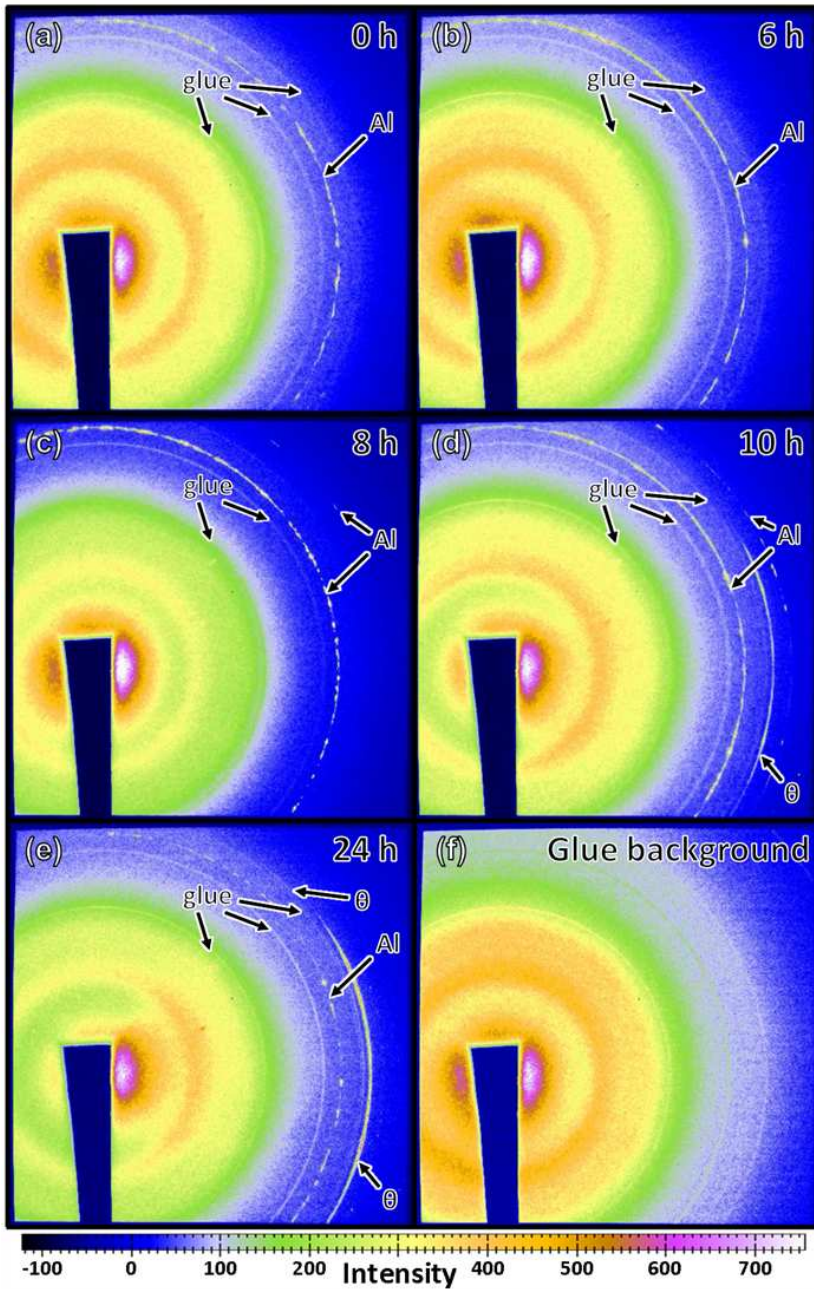 (a) 0 h
glue
Al
(b) 6 h
glue
Al
(c) 8 h
glue
Al
(d) 10 h
glue
Al
θ
(e) 24 h
θ
glue
Al
θ
(f) Glue background
-100 0 100 200 400 500 600 700
Intensity